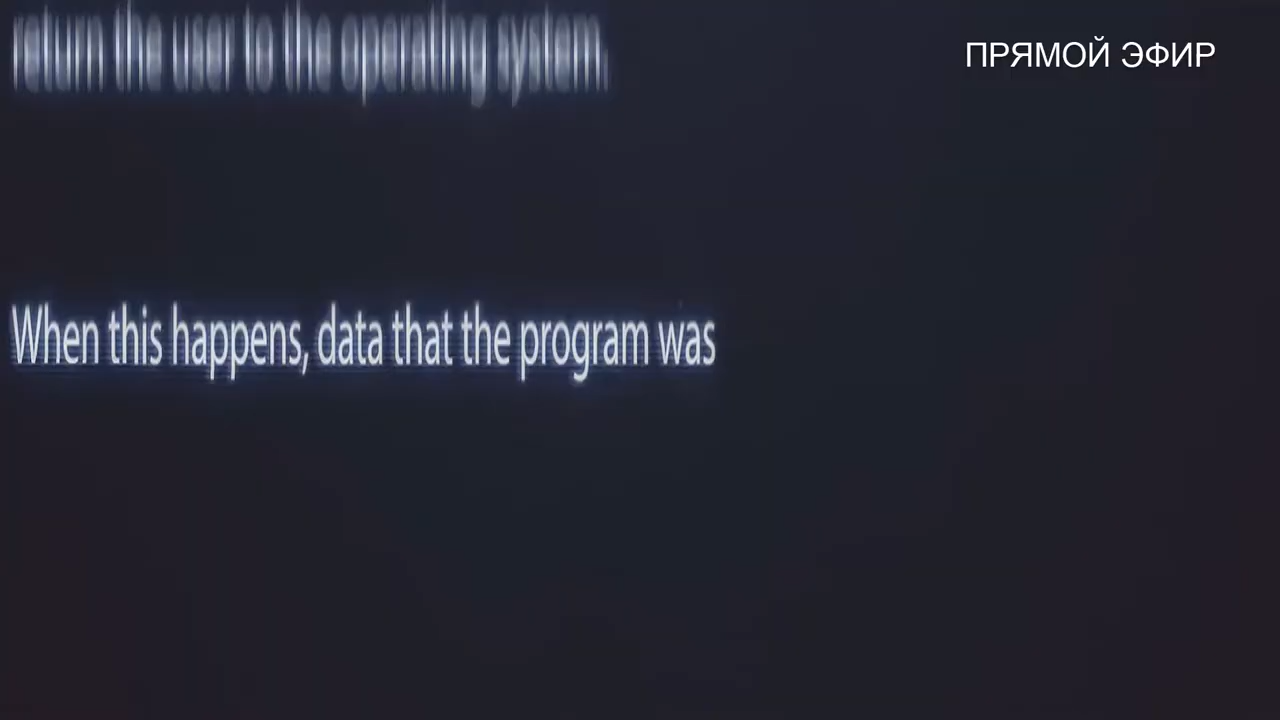 return the user to the operating system.
ПРЯМОЙ ЭФИР
When this happens, data that the program was